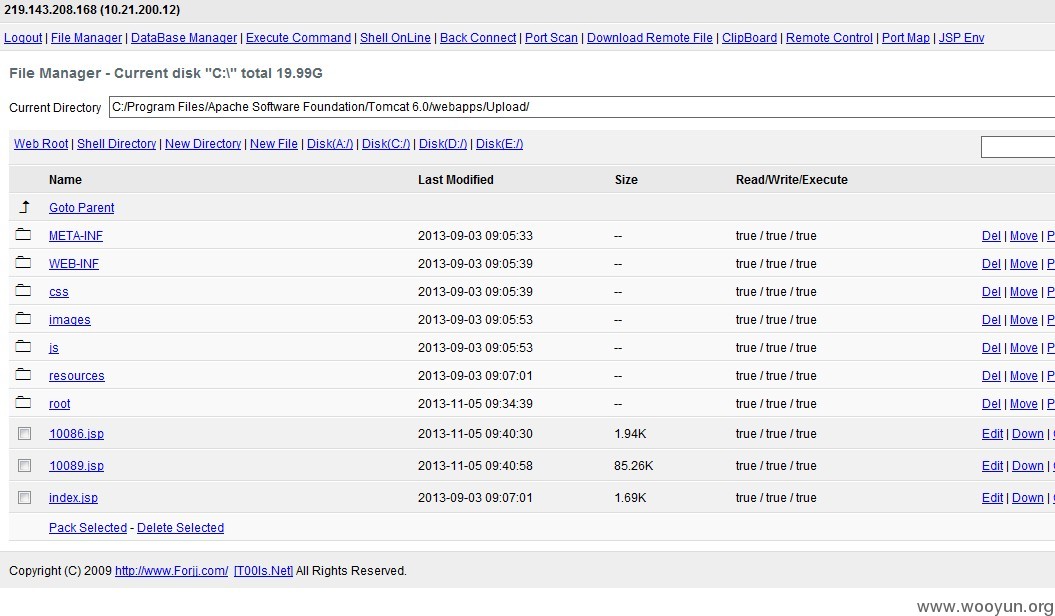 219.143.208.168 (10.21.200.12)
Logout | File Manager | DataBase Manager | Execute Command | Shell OnLine | Back Connect | Port Scan | Download Remote File | ClipBoard | Remote Control | Port Map | JSP Env
File Manager - Current disk "C:\" total 19.99G
Current Directory C:/Program Files/Apache Software Foundation/Tomcat 6.0/webapps/Upload/
Web Root | Shell Directory | New Directory | New File | Disk(A:/) | Disk(C:/) | Disk(D:/) | Disk(E:/)
Name Last Modified Size Read/Write/Execute
Goto Parent
META-INF 2013-09-03 09:05:33 -- true / true / true Del | Move | P
WEB-INF 2013-09-03 09:05:39 -- true / true / true Del | Move | P
css 2013-09-03 09:05:39 -- true / true / true Del | Move | P
images 2013-09-03 09:05:53 -- true / true / true Del | Move | P
js 2013-09-03 09:05:53 -- true / true / true Del | Move | P
resources 2013-09-03 09:07:01 -- true / true / true Del | Move | P
root 2013-11-05 09:34:39 -- true / true / true Del | Move | P
10086.jsp 2013-11-05 09:40:30 1.94K true / true / true Edit | Down |
10089.jsp 2013-11-05 09:40:58 85.26K true / true / true Edit | Down |
index.jsp 2013-09-03 09:07:01 1.69K true / true / true Edit | Down |
Pack Selected - Delete Selected
Copyright (C) 2009 http://www.Forjj.com/ [T00ls.Net] All Rights Reserved.
www.wooyun.org